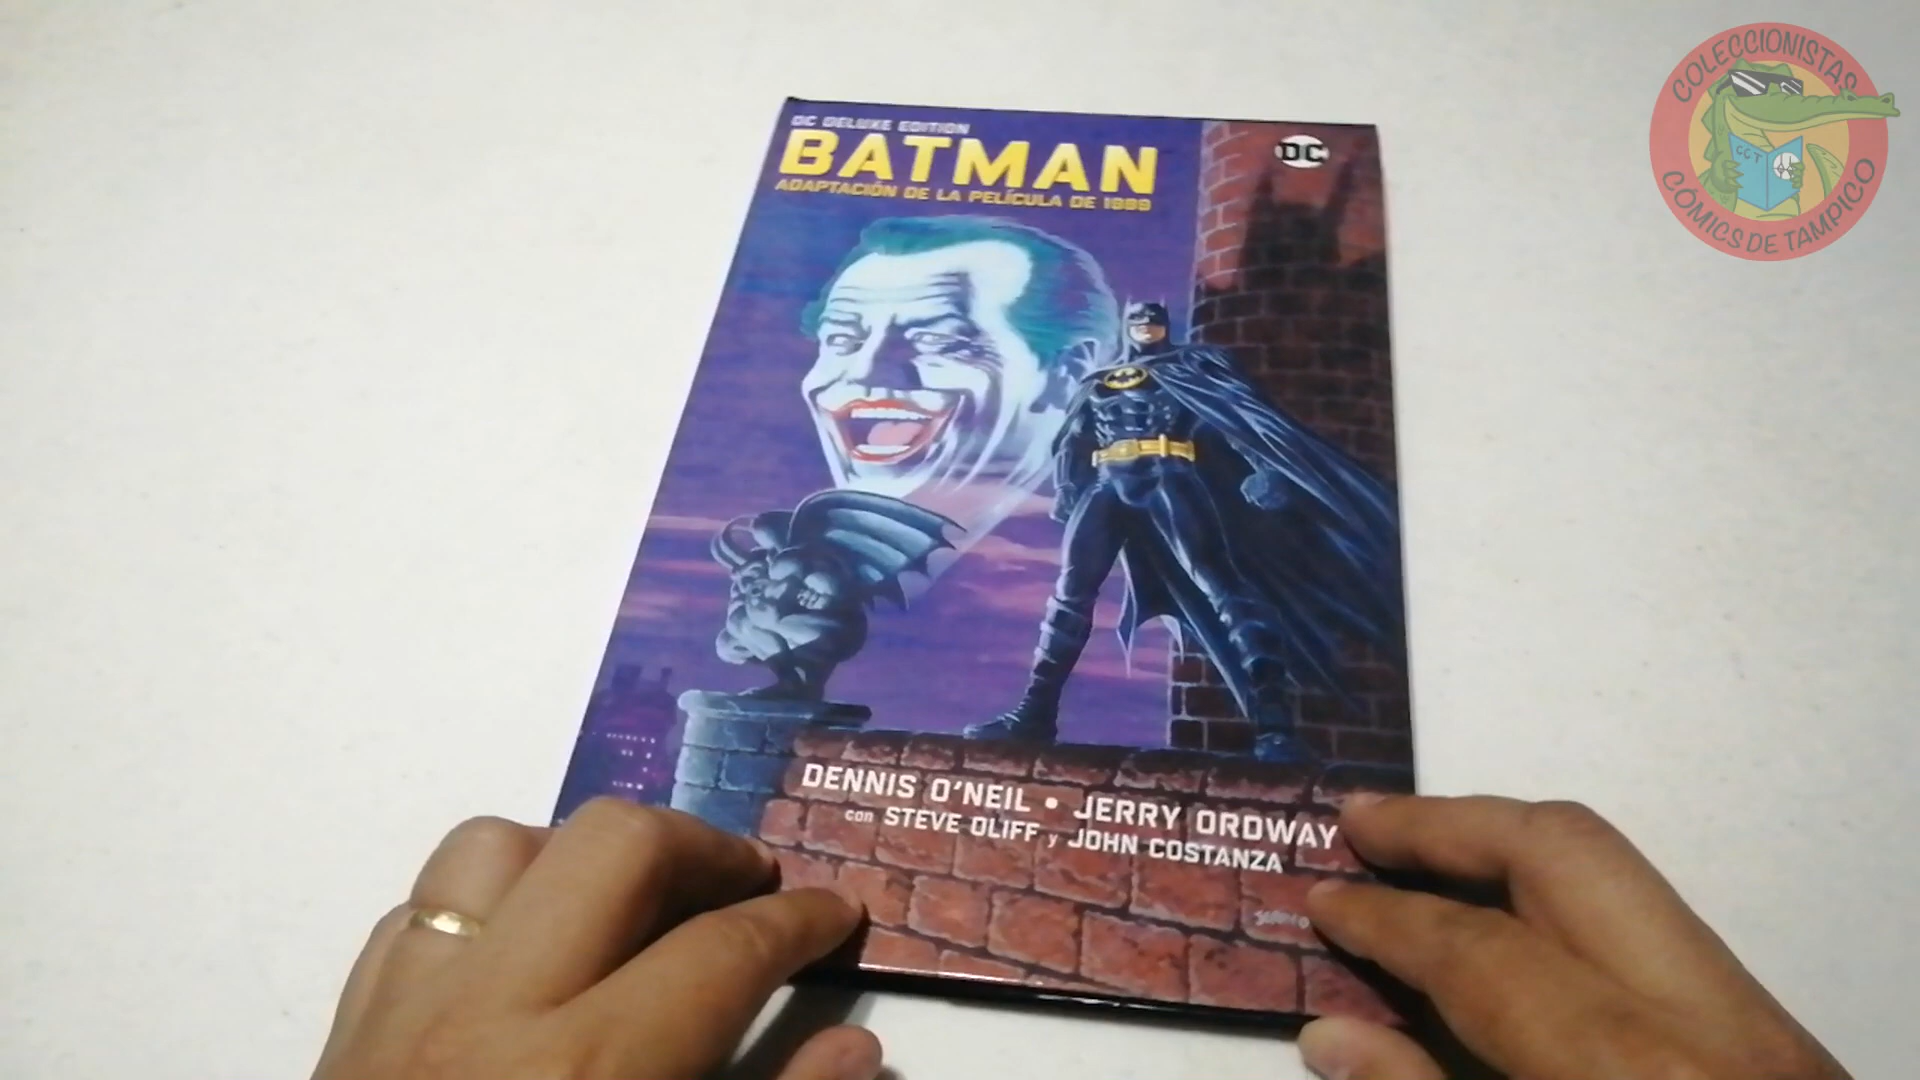 DC DELUXE EDITION
BATMAN
ADAPTACIÓN DE LA PELÍCULA DE 1989
DC
DENNIS O'NEIL • JERRY ORDWAY
con STEVE OLIFF y JOHN COSTANZA
COLECCIONISTAS
CCT
CÓMICS DE TAMPICO